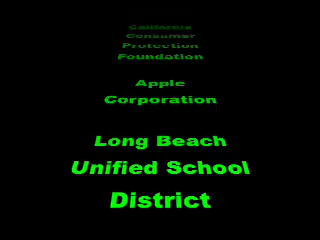 California
Consumer
Protection
Foundation
Apple
Corporation
Long Beach
Unified School
District